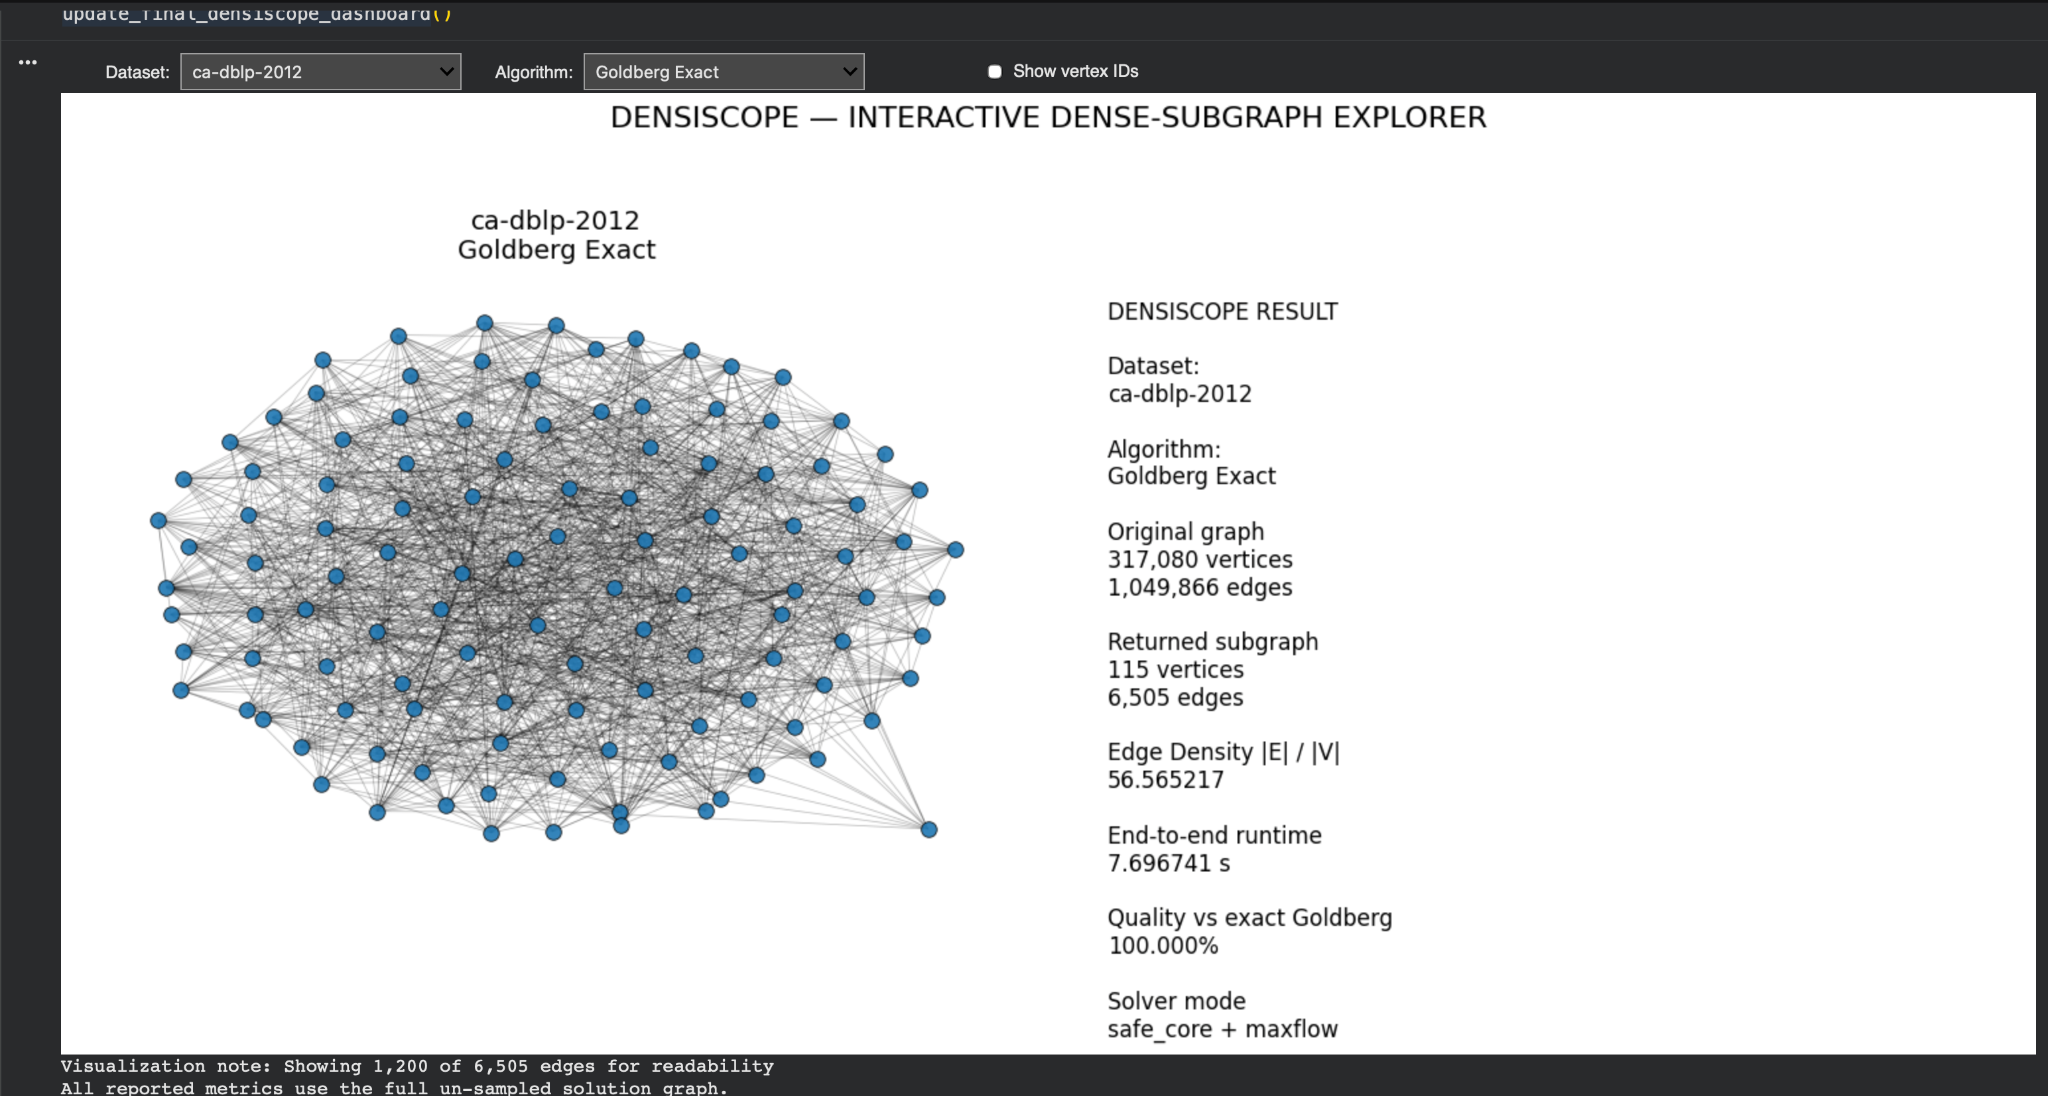 update_final_densiscope_dashboard()
Dataset: ca-dblp-2012 Algorithm: Goldberg Exact Show vertex IDs
DENSISCOPE — INTERACTIVE DENSE-SUBGRAPH EXPLORER
ca-dblp-2012
Goldberg Exact
DENSISCOPE RESULT
Dataset:
ca-dblp-2012
Algorithm:
Goldberg Exact
Original graph
317,080 vertices
1,049,866 edges
Returned subgraph
115 vertices
6,505 edges
Edge Density |E| / |V|
56.565217
End-to-end runtime
7.696741 s
Quality vs exact Goldberg
100.000%
Solver mode
safe_core + maxflow
Visualization note: Showing 1,200 of 6,505 edges for readability
All reported metrics use the full un-sampled solution graph.